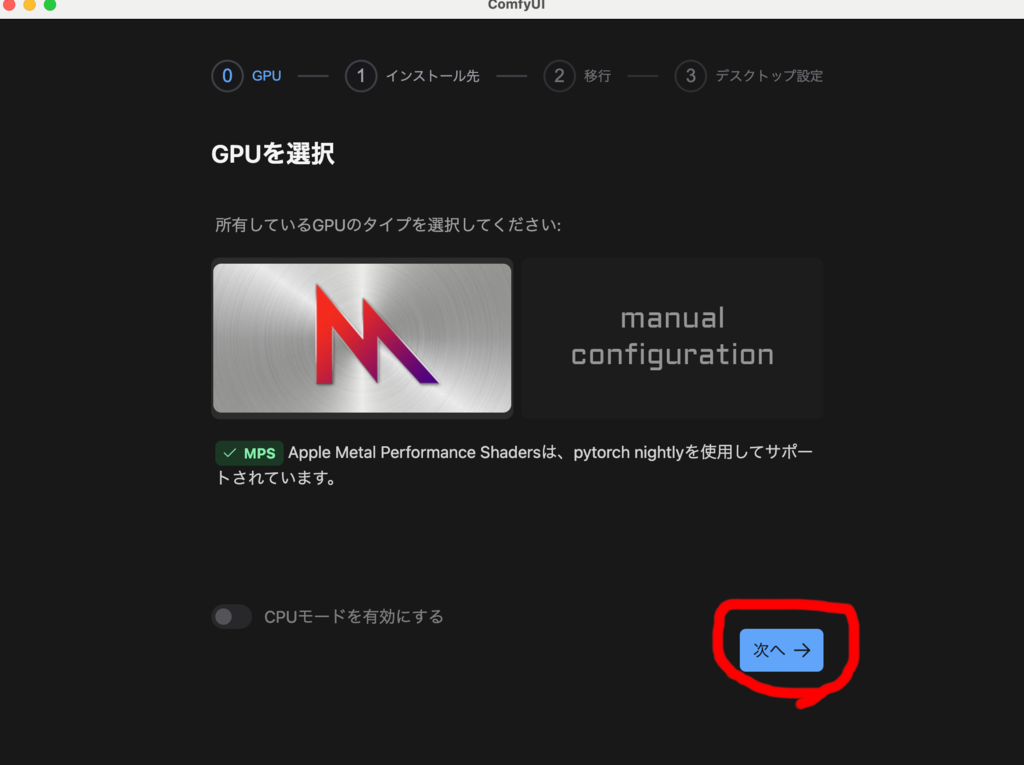 ComfyUI
0 GPU 1 インストール先 2 移行 3 デスクトップ設定
GPUを選択
所有しているGPUのタイプを選択してください:
manual
configuration
MPS Apple Metal Performance Shadersは、pytorch nightlyを使用してサポー
トされています。
CPUモードを有効にする
次へ →